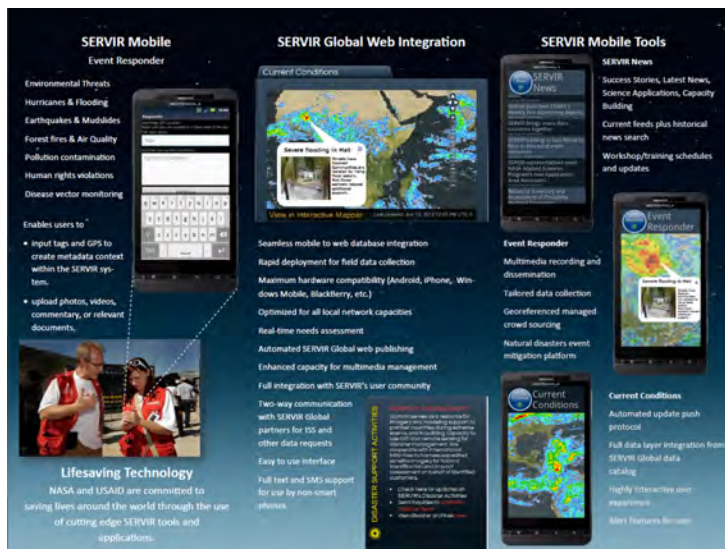 SERVIR Mobile
Event Responder
Environmental Threats
Hurricanes & Flooding
Earthquakes & Mudslides
Forest fires & Air Quality
Pollution contamination
Human rights violations
Disease vector monitoring
Enables users to
• input tags and GPS to
create metadata context
within the SERVIR sys-
tem.
• upload photos, videos,
commentary, or relevant
documents.
Lifesaving Technology
NASA and USAID are committed to
saving lives around the world through the use
of cutting edge SERVIR tools and
applications.
SERVIR Global Web Integration
Current Conditions
Severe flooding in Mali
View in Interactive Mapper
Seamless mobile to web database integration
Rapid deployment for field data collection
Maximum hardware compatibility (Android, iPhone, Win-
dows Mobile, BlackBerry, etc.)
Optimized for all local network capacities
Real-time needs assessment
Automated SERVIR Global web publishing
Enhanced capacity for multimedia management
Full integration with SERVIR's user community
Two-way communication
with SERVIR Global
partners for ISS and
other data requests
Easy to use interface
Full text and SMS support
for use by non-smart
phones
DISASTER SUPPORT ACTIVITIES
SERVIR Mobile Tools
SERVIR
News
SERVIR News
Success Stories, Latest News,
Science Applications, Capacity
Building
Current feeds plus historical
news search
Workshop/training schedules
and updates
Event Responder
Multimedia recording and
dissemination
Tailored data collection
Georeferenced managed
crowd sourcing
Natural disasters event
mitigation platform
Event
Responder
Severe flooding in Mali
Current
Conditions
Current Conditions
Automated update push
protocol
Full data layer integration from
SERVIR Global data
catalog
Highly interactive user
experience